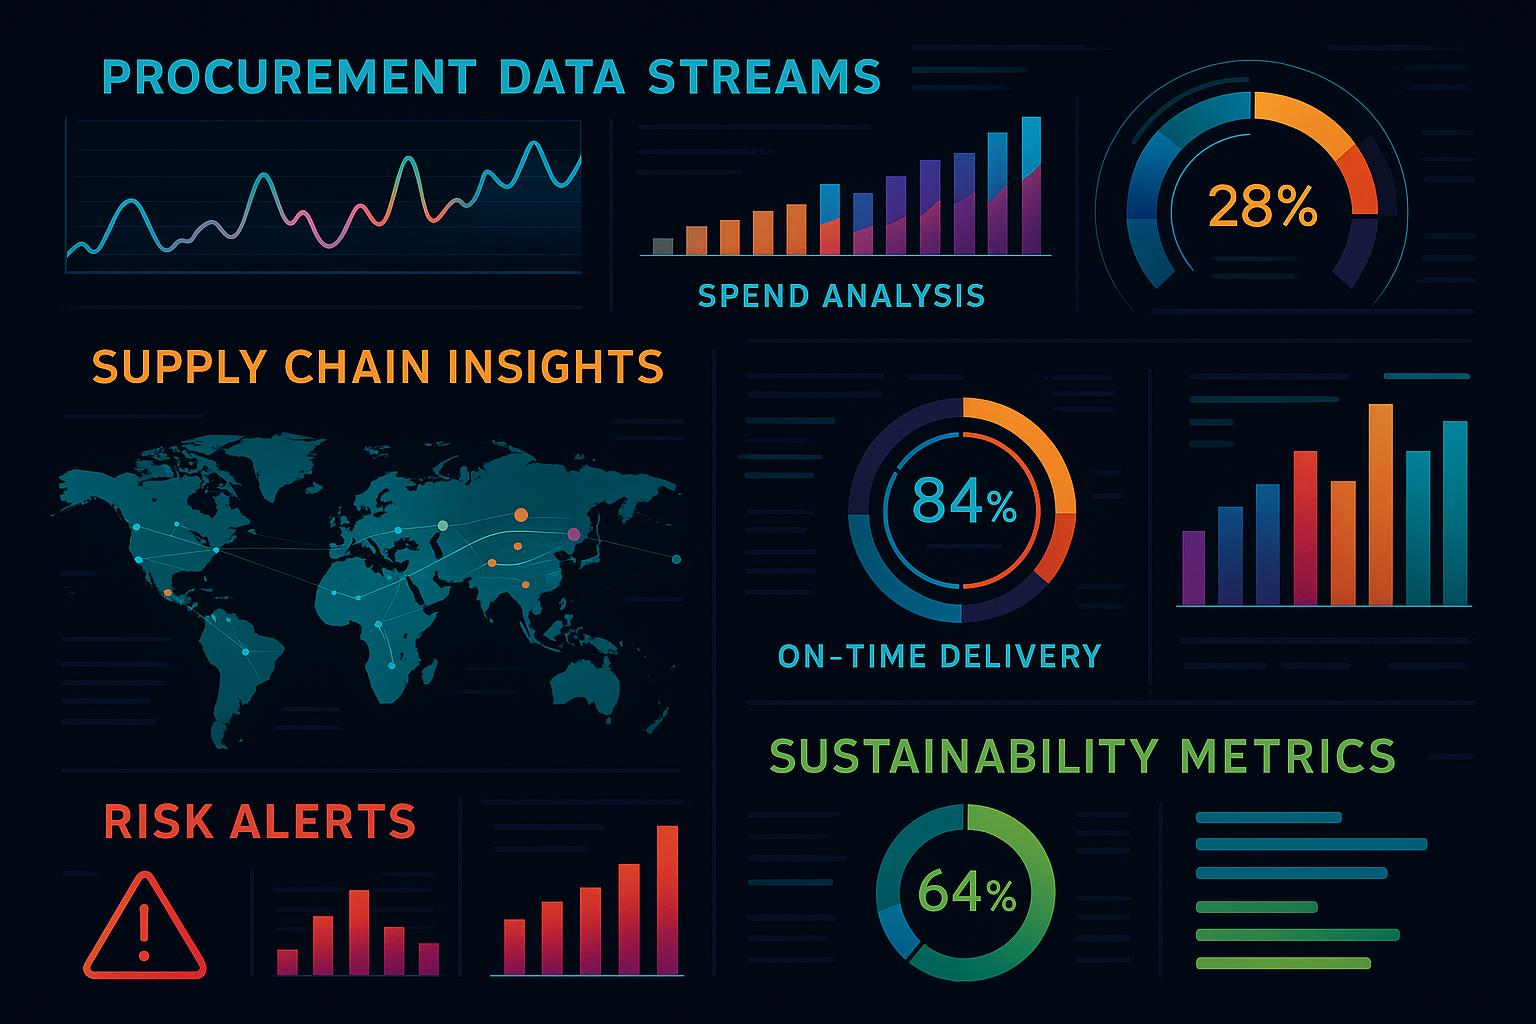 PROCUREMENT DATA STREAMS
28%
SPEND ANALYSIS
SUPPLY CHAIN INSIGHTS
84%
ON-TIME DELIVERY
SUSTAINABILITY METRICS
RISK ALERTS
64%